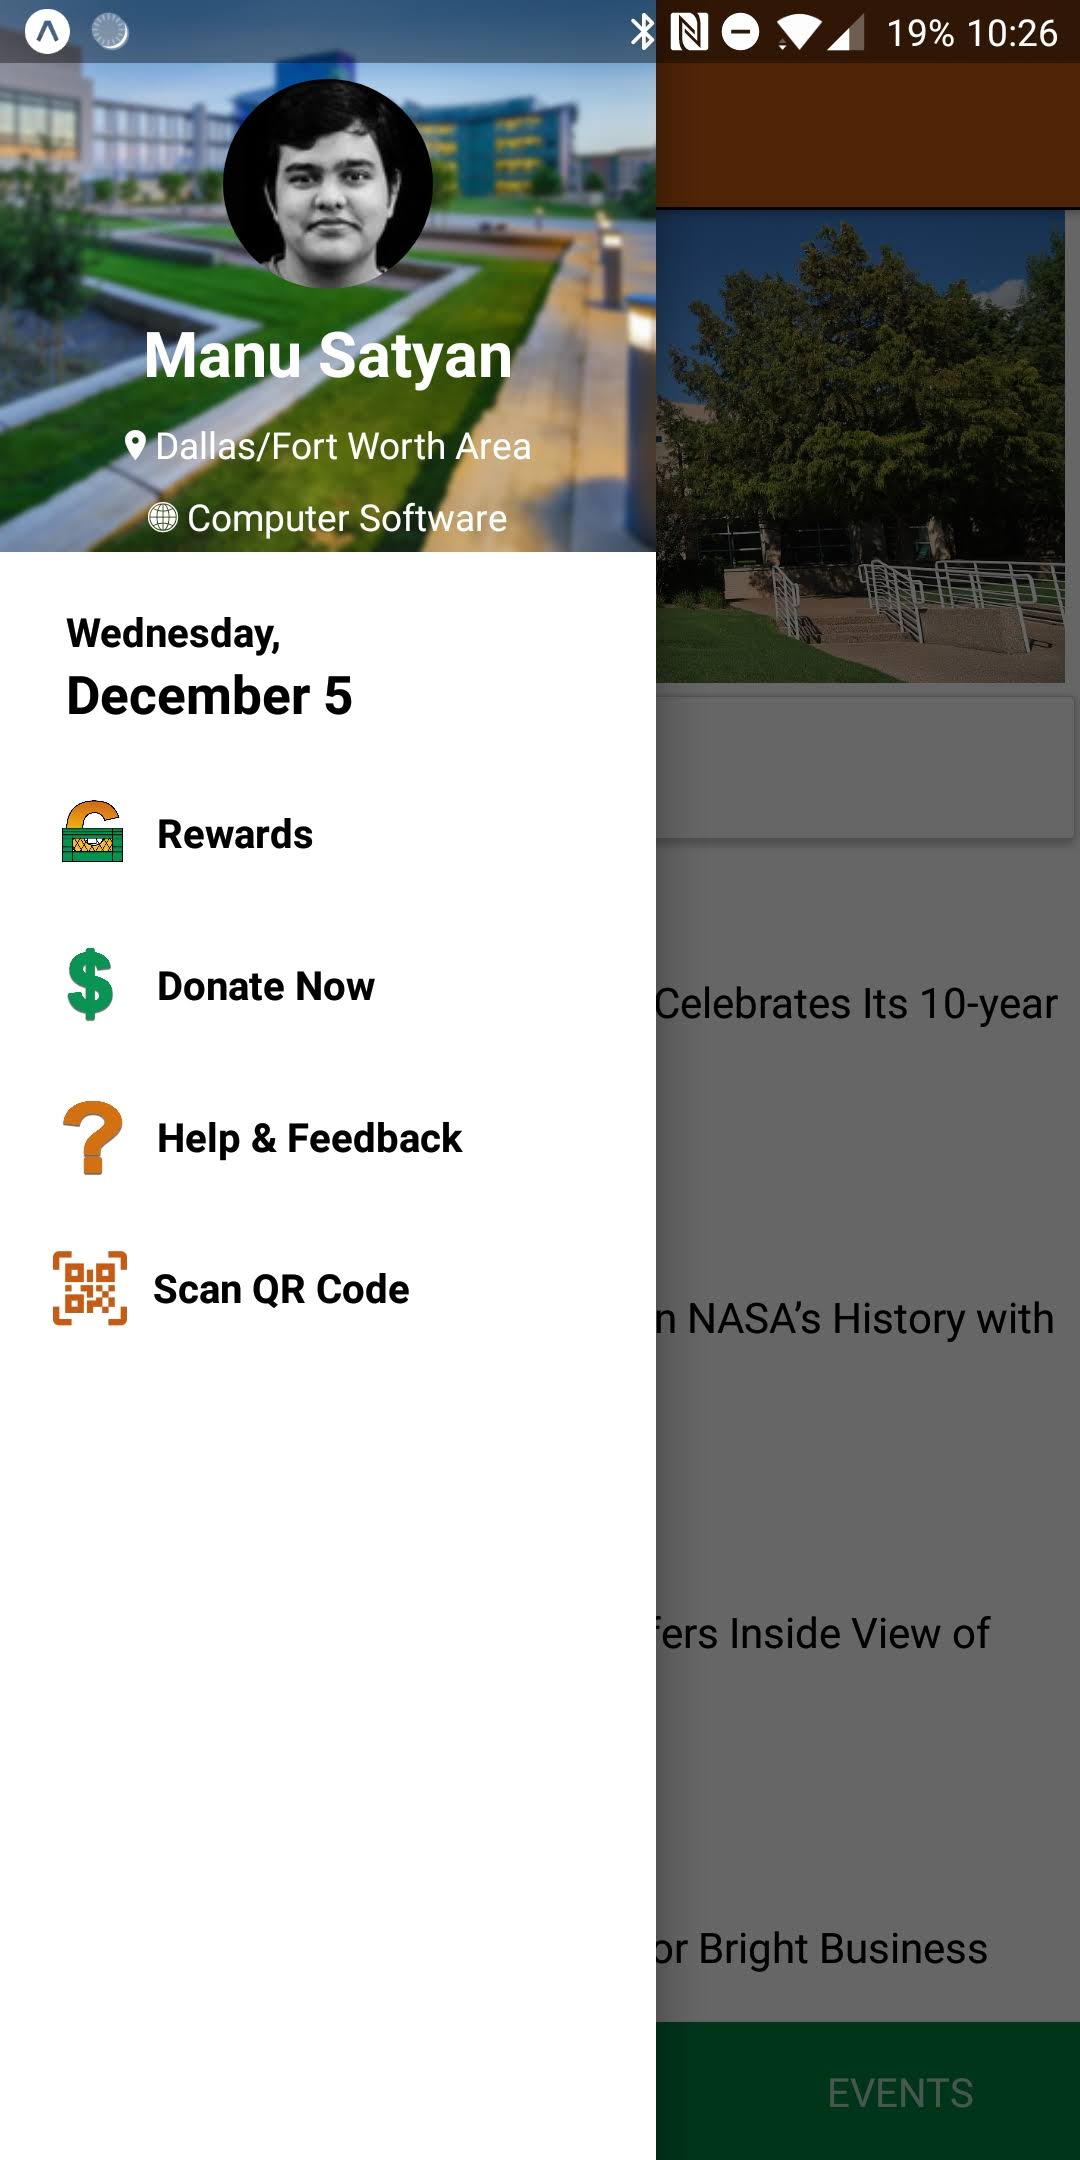 19% 10:26
Manu Satyan
Dallas/Fort Worth Area
Computer Software
Wednesday,
December 5
Rewards
Donate Now
Help & Feedback
Scan QR Code
Celebrates Its 10-year
n NASA’s History with
fers Inside View of
or Bright Business
EVENTS